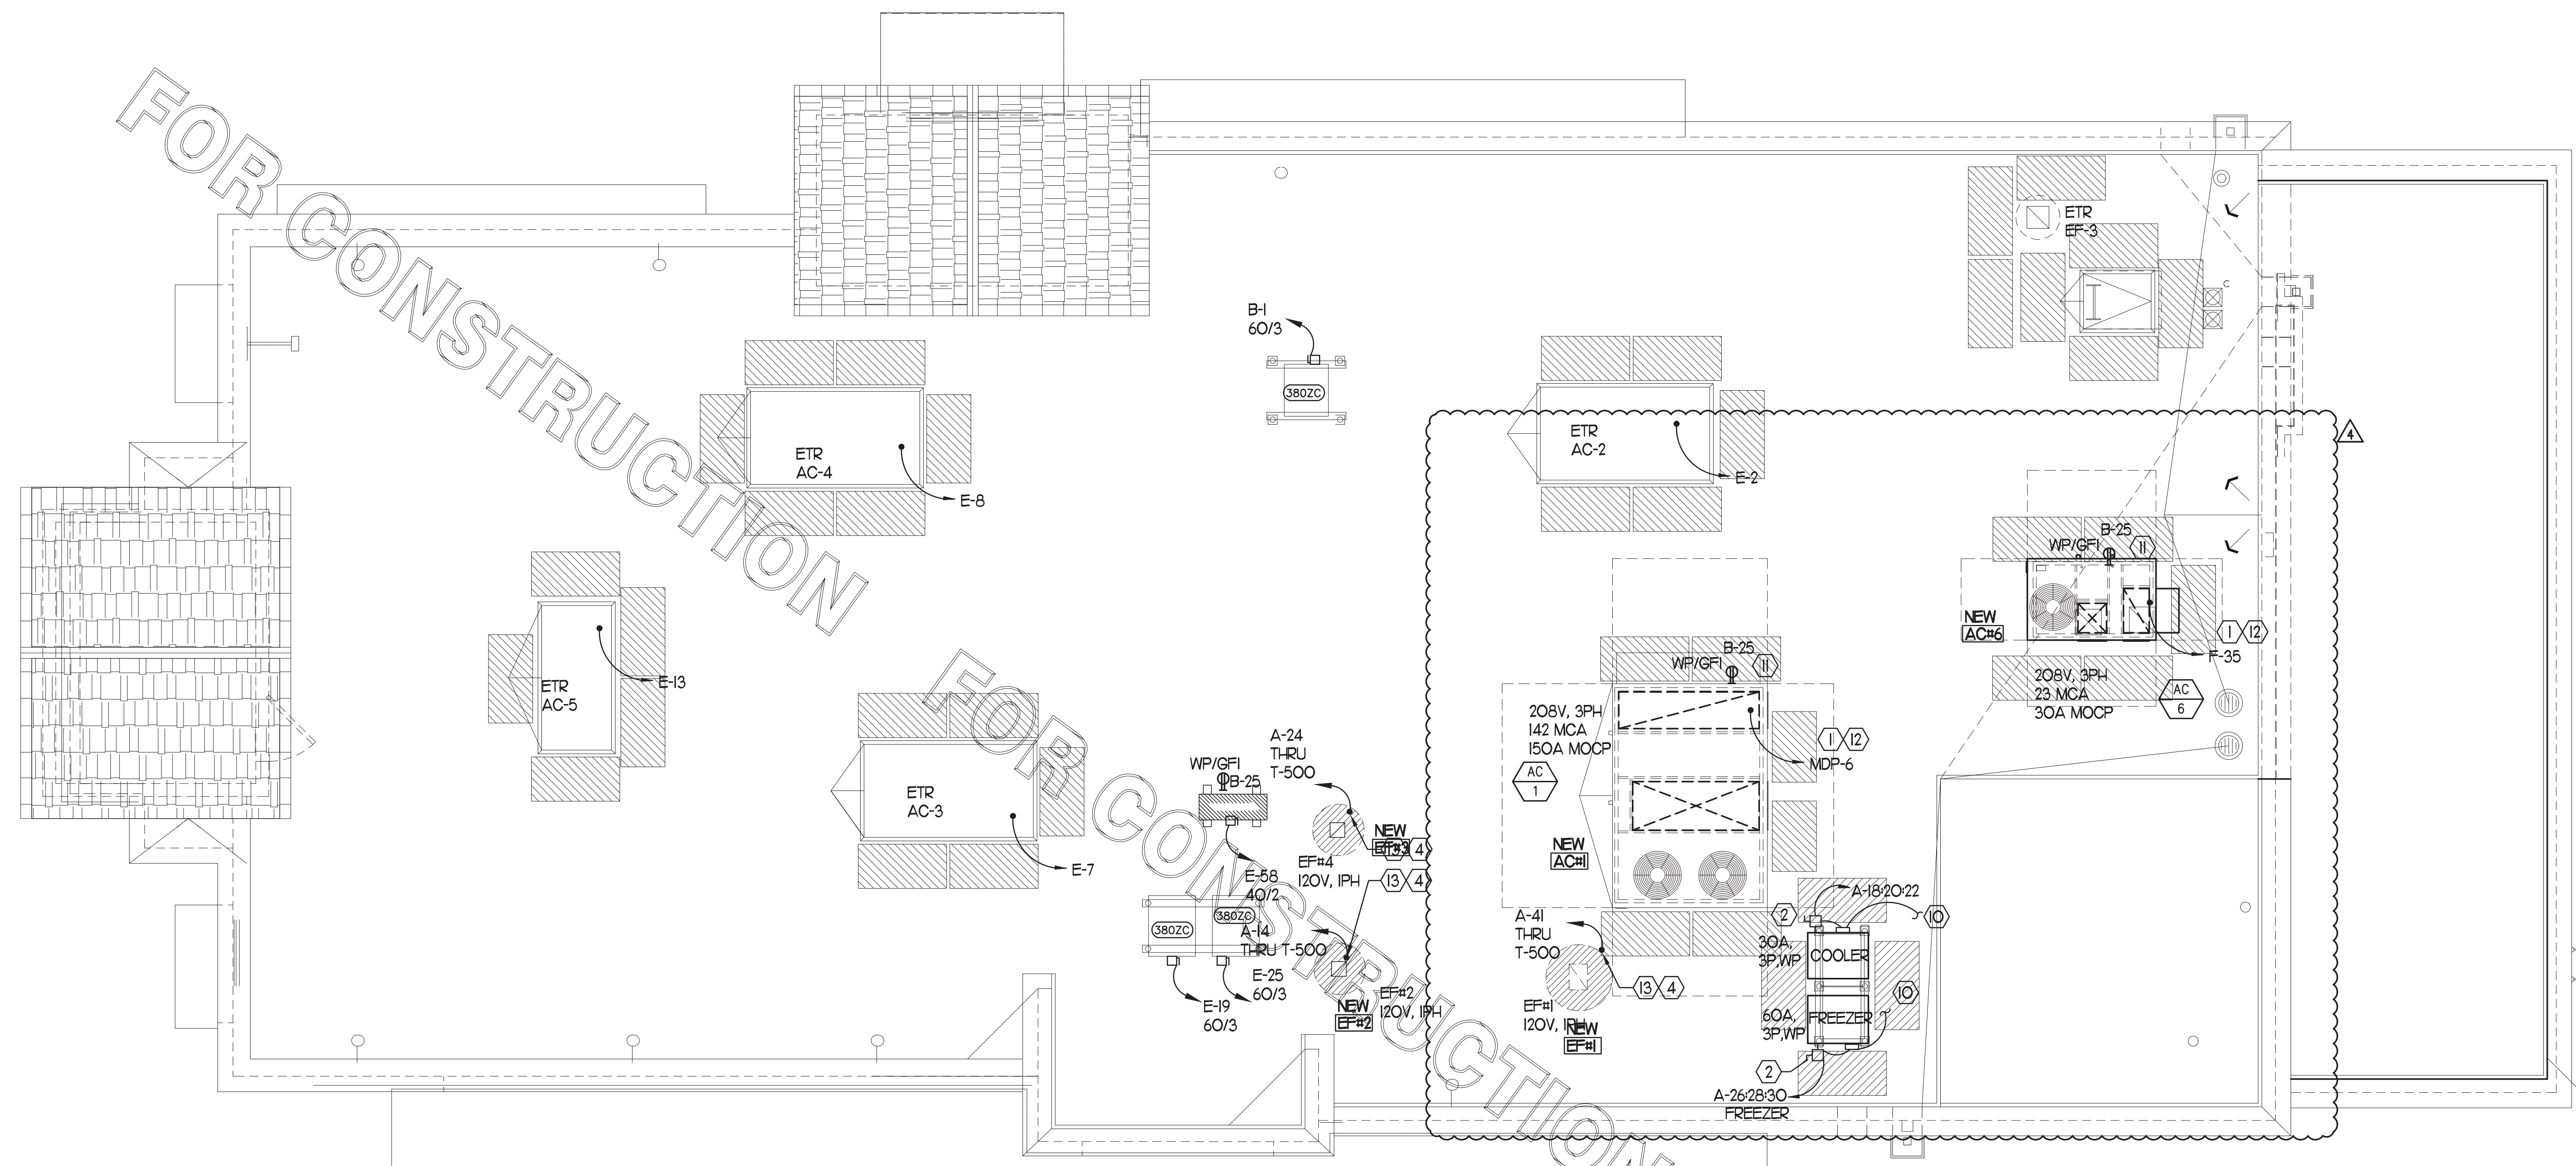 FOR CONSTRUCTION
FOR CONSTRUCTION
ETR
EF-3
C
B-1
60/3
380ZC
ETR
AC-4
E-8
ETR
AC-2
E-2
4
ETR
AC-5
E-13
ETR
AC-3
E-7
B-25
WP/GFI
11
NEW
AC#6
1
12
F-35
208V, 3PH
23 MCA
30A MOCP
AC
6
B-25
WP/GFI
11
208V, 3PH
142 MCA
150A MOCP
1
12
MDP-6
AC
1
NEW
AC#1
A-24
THRU
T-500
WP/GFI
B-25
NEW
EF#3
13
4
EF#4
120V, 1PH
E-58
40/2
13
4
380ZC
380ZC
A-14
THRU T-500
E-25
60/3
E-19
60/3
EF#2
120V, 1PH
NEW
EF#2
A-41
THRU
T-500
13
4
EF#1
120V, 1PH
NEW
EF#1
A-18:20:22
2
10
30A,
3P,WP
COOLER
10
60A,
3P,WP
FREEZER
2
A-26:28:30
FREEZER